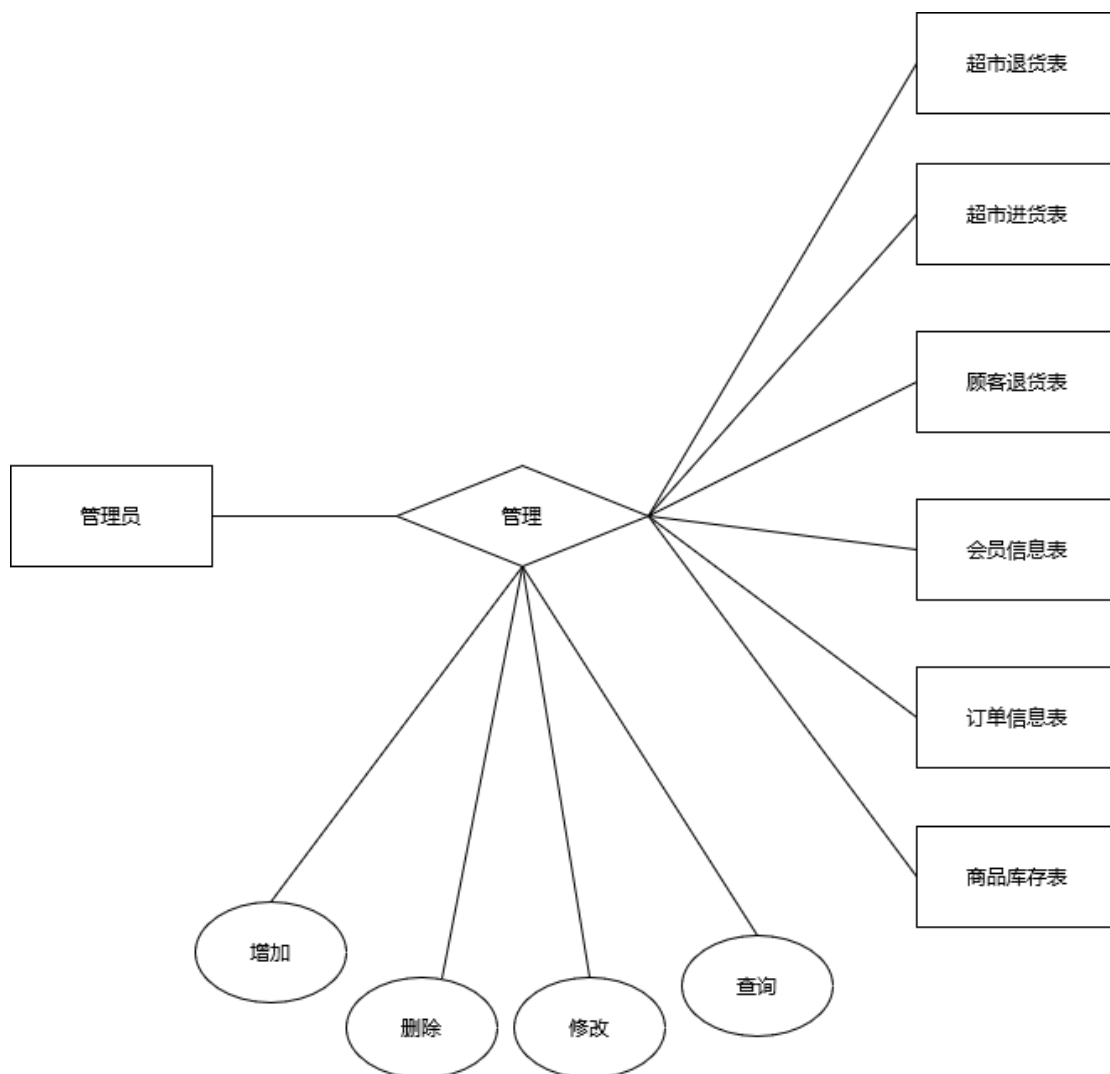 超市退货表
超市进货表
顾客退货表
管理员
管理
会员信息表
订单信息表
商品库存表
增加
删除
修改
查询